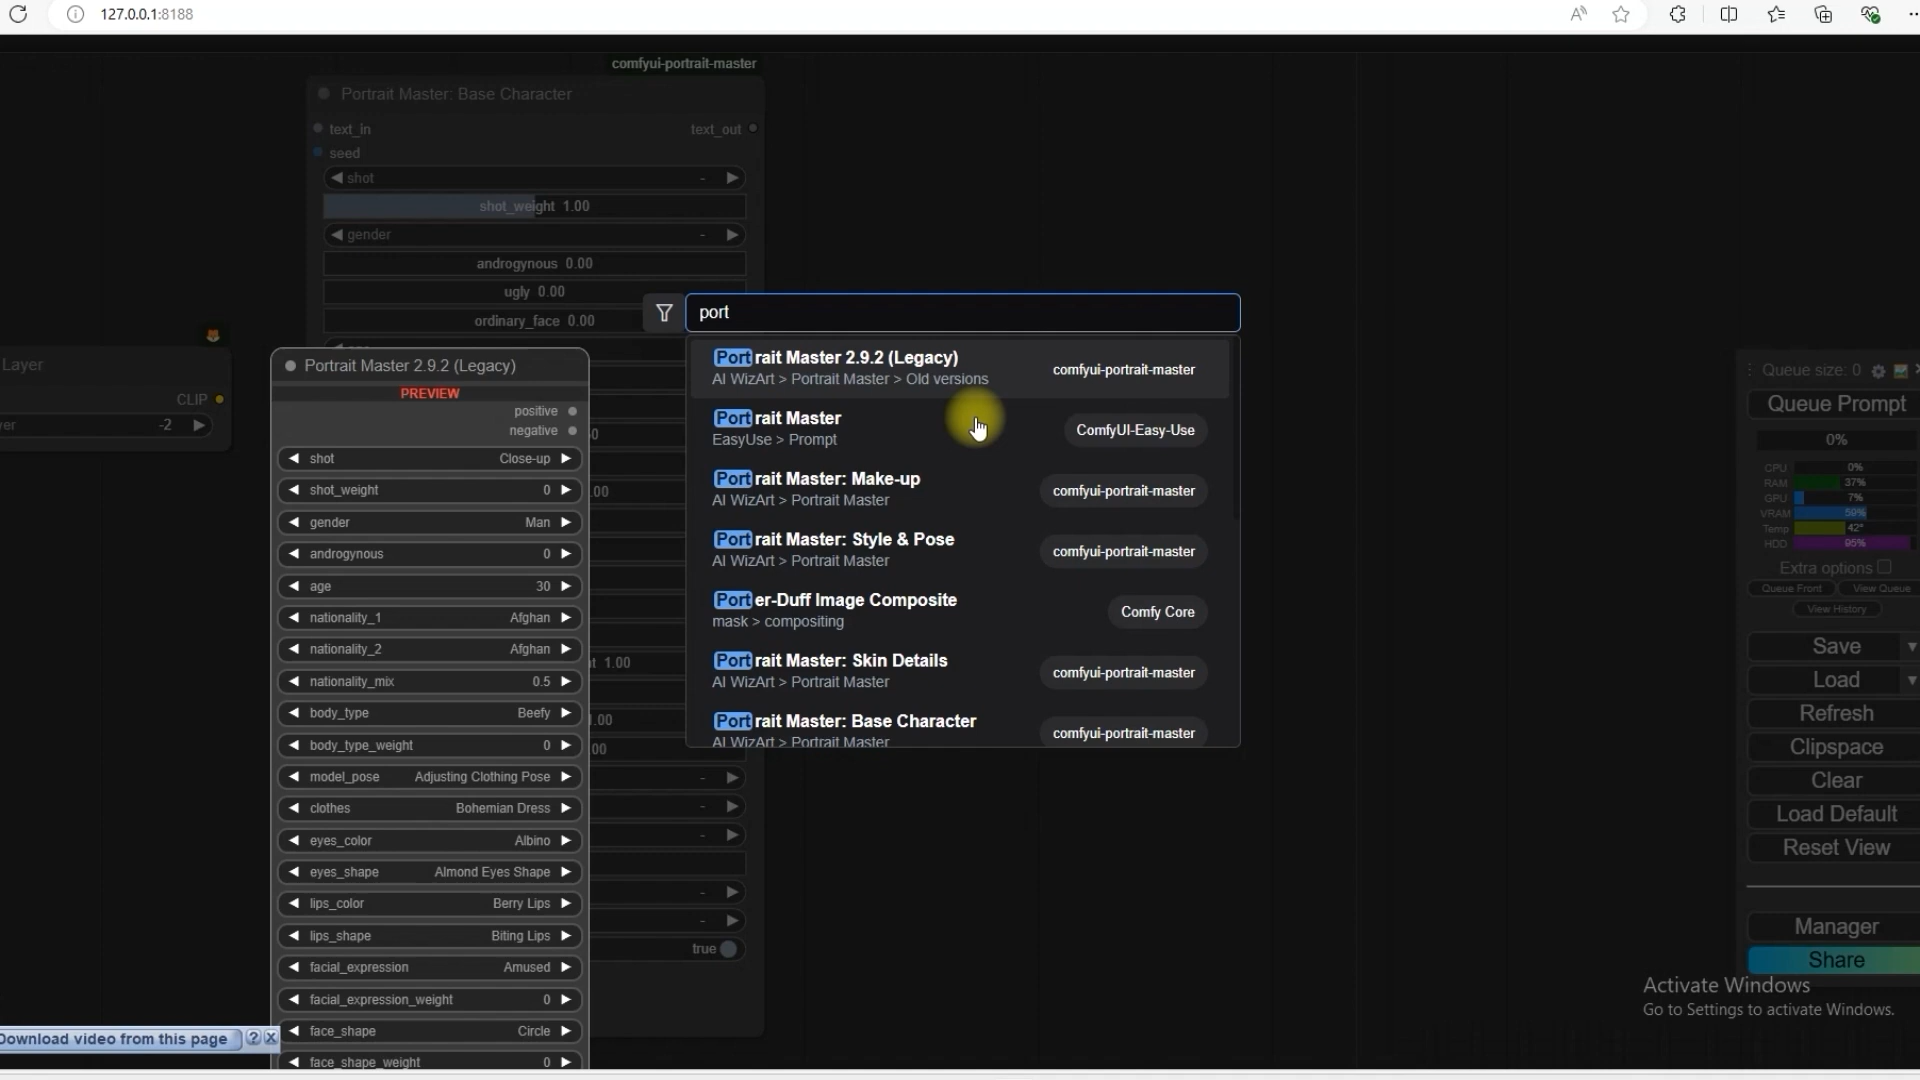 127.0.0.1:8188
comfyui-portrait-master
Portrait Master: Base Character
text_in
text_out
seed
shot -
shot_weight 1.00
gender -
androgynous 0.00
ugly 0.00
ordinary_face 0.00
Layer
CLIP
-2
Portrait Master 2.9.2 (Legacy)
PREVIEW
positive
negative
shot Close-up
shot_weight 0
gender Man
androgynous 0
age 30
nationality_1 Afghan
nationality_2 Afghan
nationality_mix 0.5
body_type Beefy
body_type_weight 0
model_pose Adjusting Clothing Pose
clothes Bohemian Dress
eyes_color Albino
eyes_shape Almond Eyes Shape
lips_color Berry Lips
lips_shape Biting Lips
facial_expression Amused
facial_expression_weight 0
face_shape Circle
face_shape_weight 0
true
port
Portrait Master 2.9.2 (Legacy)
AI WizArt > Portrait Master > Old versions
comfyui-portrait-master
Portrait Master
EasyUse > Prompt
ComfyUI-Easy-Use
Portrait Master: Make-up
AI WizArt > Portrait Master
comfyui-portrait-master
Portrait Master: Style & Pose
AI WizArt > Portrait Master
comfyui-portrait-master
Porter-Duff Image Composite
mask > compositing
Comfy Core
Portrait Master: Skin Details
AI WizArt > Portrait Master
comfyui-portrait-master
Portrait Master: Base Character
AI WizArt > Portrait Master
comfyui-portrait-master
Queue size: 0
Queue Prompt
0%
CPU 0%
RAM 37%
GPU 7%
VRAM 59%
Temp 42°
HDD 95%
Extra options
Queue Front View Queue
View History
Save
Load
Refresh
Clipspace
Clear
Load Default
Reset View
Manager
Share
Activate Windows
Go to Settings to activate Windows.
Download video from this page ? X